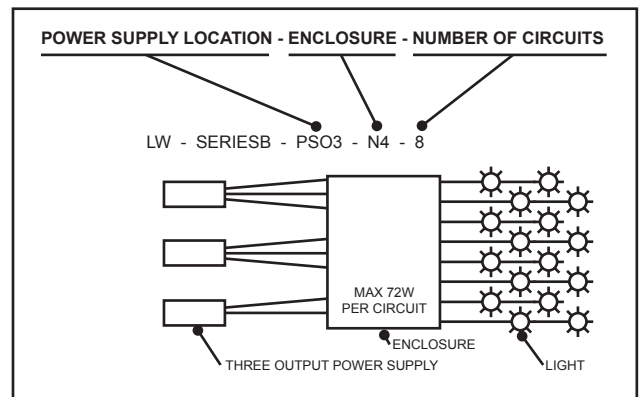 POWER SUPPLY LOCATION - ENCLOSURE - NUMBER OF CIRCUITS
LW - SERIESB - PSO3 - N4 - 8
MAX 72W
PER CIRCUIT
ENCLOSURE
THREE OUTPUT POWER SUPPLY
LIGHT